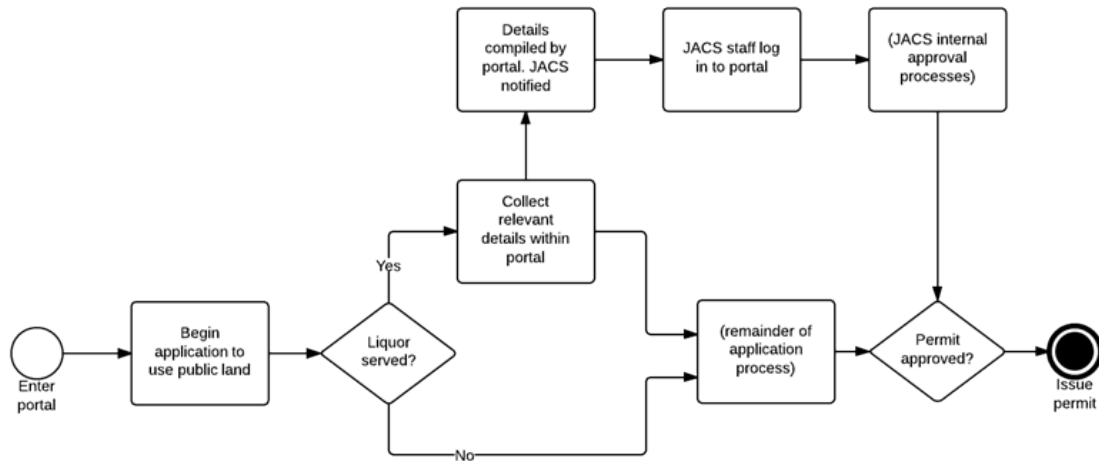 Details
compiled by
portal. JACS
notified
JACS staff log
in to portal
(JACS internal
approval
processes)
Collect
relevant
details within
portal
Yes
Enter
portal
Begin
application to
use public land
Liquor
served?
(remainder of
application
process)
Permit
approved?
Issue
permit
No